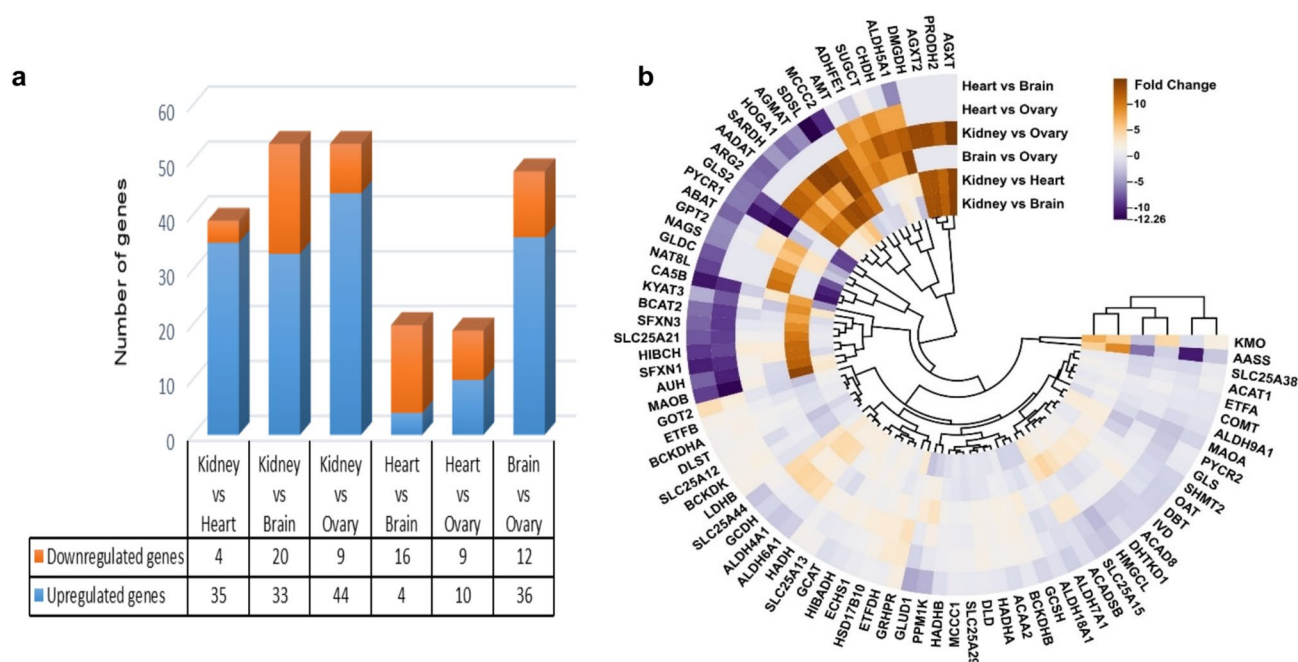 a
Number of genes
60
50
40
30
20
10
0
Kidney vs Heart
Kidney vs Brain
Kidney vs Ovary
Heart vs Brain
Heart vs Ovary
Brain vs Ovary
Downregulated genes 4 20 9 16 9 12
Upregulated genes 35 33 44 4 10 36
b
Heart vs Brain
Heart vs Ovary
Kidney vs Ovary
Brain vs Ovary
Kidney vs Heart
Kidney vs Brain
Fold Change
10
5
0
-5
-10
-12.26
AGXT
PRODH2
AGXT2
DMGDH
ALDH5A1
CHDH
SUGCT
ADHFE1
AMT
MCCC2
SDSL
AGMAT
HOGA1
SARDH
AADAT
ARG2
GLS2
PYCR1
ABAT
GPT2
NAGS
GLDC
NAT8L
CA5B
KYAT3
BCAT2
SFXN3
SLC25A21
HIBCH
SFXN1
AUH
MAOB
GOT2
ETFB
BCKDHA
DLST
SLC25A12
BCKDK
LDHB
SLC25A44
GCDH
ALDH4A1
ALDH6A1
HADH
SLC25A13
GCAT
HIBADH
ECHS1
HSD17B10
ETFDH
GRHPR
GLUD1
PPM1K
HADHB
MCCC1
SLC25A29
DLD
HADHA
ACAA2
BCKDHB
GCSH
ALDH18A1
ALDH7A1
ACADSB
SLC25A15
HMGCL
DHTKD1
ACAD8
IVD
DBT
OAT
SHMT2
GLS
PYCR2
MAOA
ALDH9A1
COMT
ETFA
ACAT1
SLC25A38
AASS
KMO